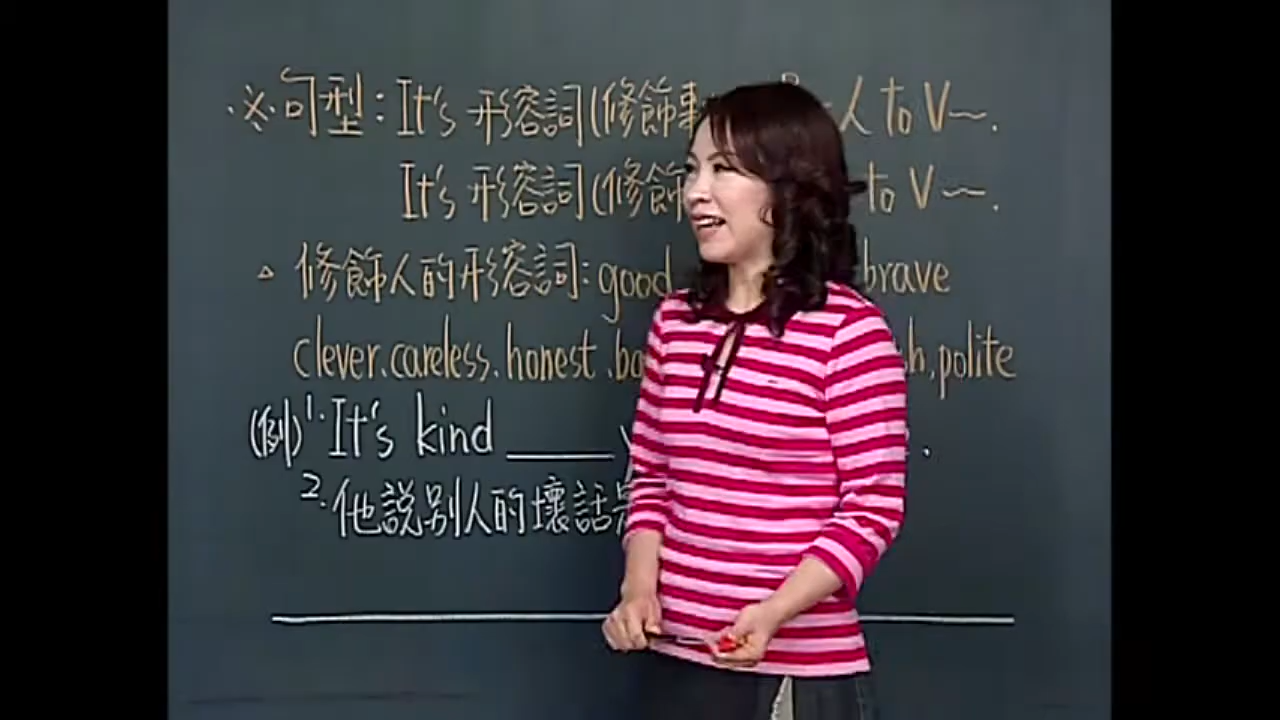 ※句型：It's 形容詞(修飾事 人 to V～.
It's 形容詞(修飾 to V～.
△ 修飾人的形容詞：good brave
clever、careless、honest、 polite
(例) 1. It's kind ____ .
2. 他說別人的壞話